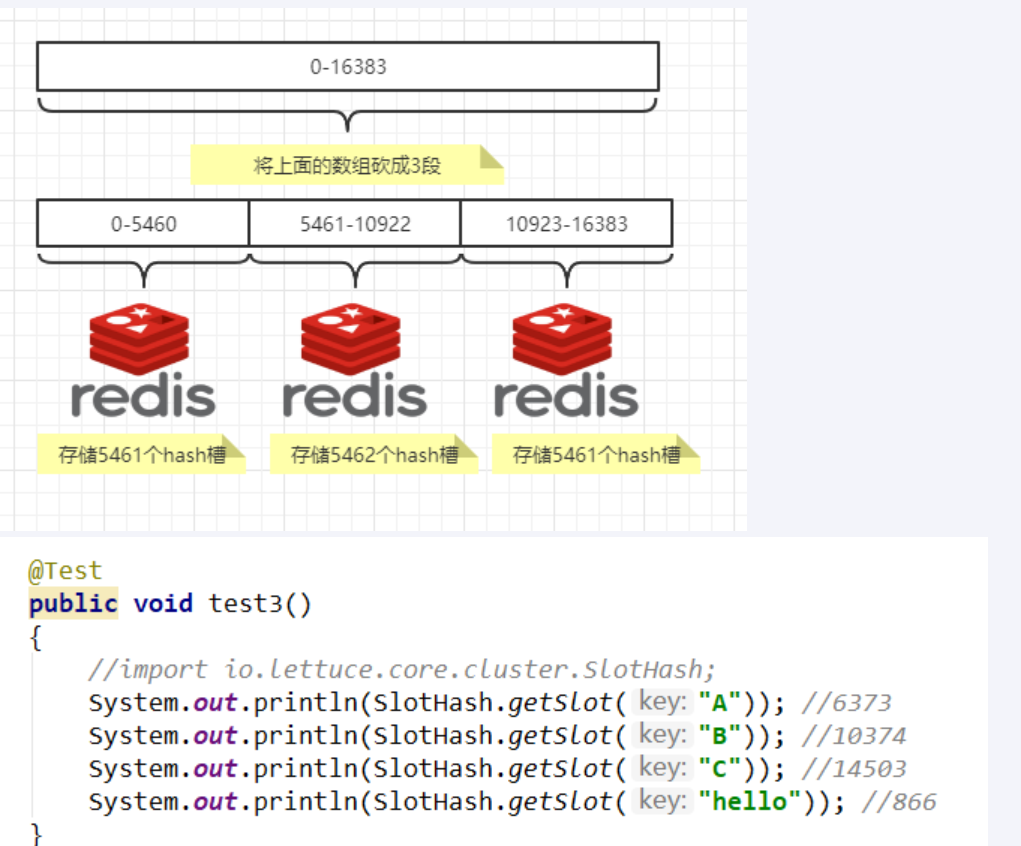 0-16383
将上面的数组砍成3段
0-5460 5461-10922 10923-16383
redis redis redis
存储5461个hash槽 存储5462个hash槽 存储5461个hash槽
@Test
public void test3()
{
//import io.lettuce.core.cluster.SlotHash;
System.out.println(SlotHash.getSlot( key: "A")); //6373
System.out.println(SlotHash.getSlot( key: "B")); //10374
System.out.println(SlotHash.getSlot( key: "C")); //14503
System.out.println(SlotHash.getSlot( key: "hello")); //866
}